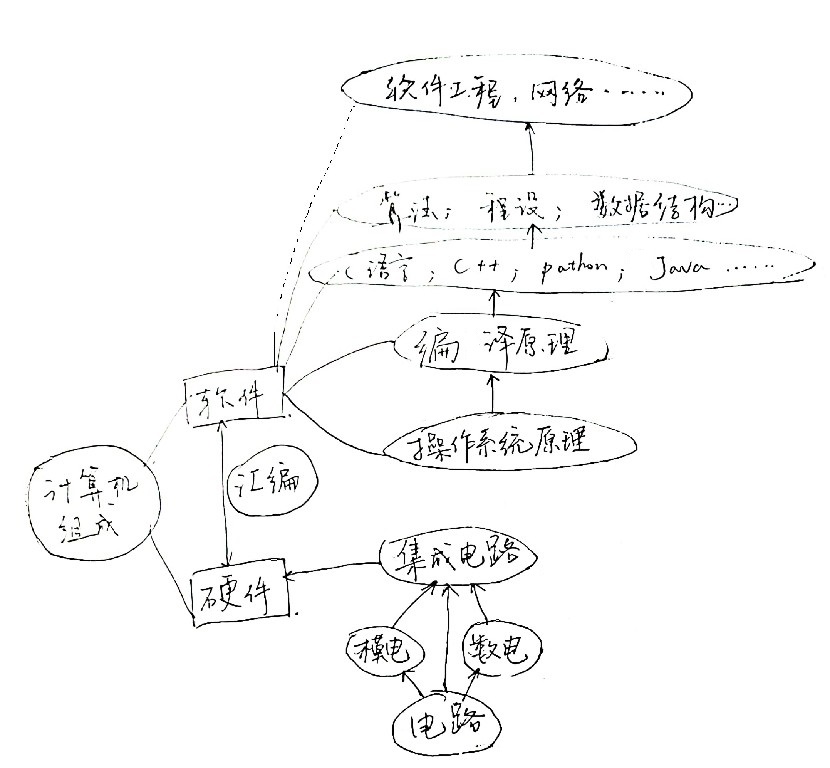 软件工程、网络......
算法; 程设; 数据结构...
C语言; C++; pathon; Java ......
编译原理
软件
操作系统原理
汇编
计算机
组成
集成电路
硬件
模电
数电
电路